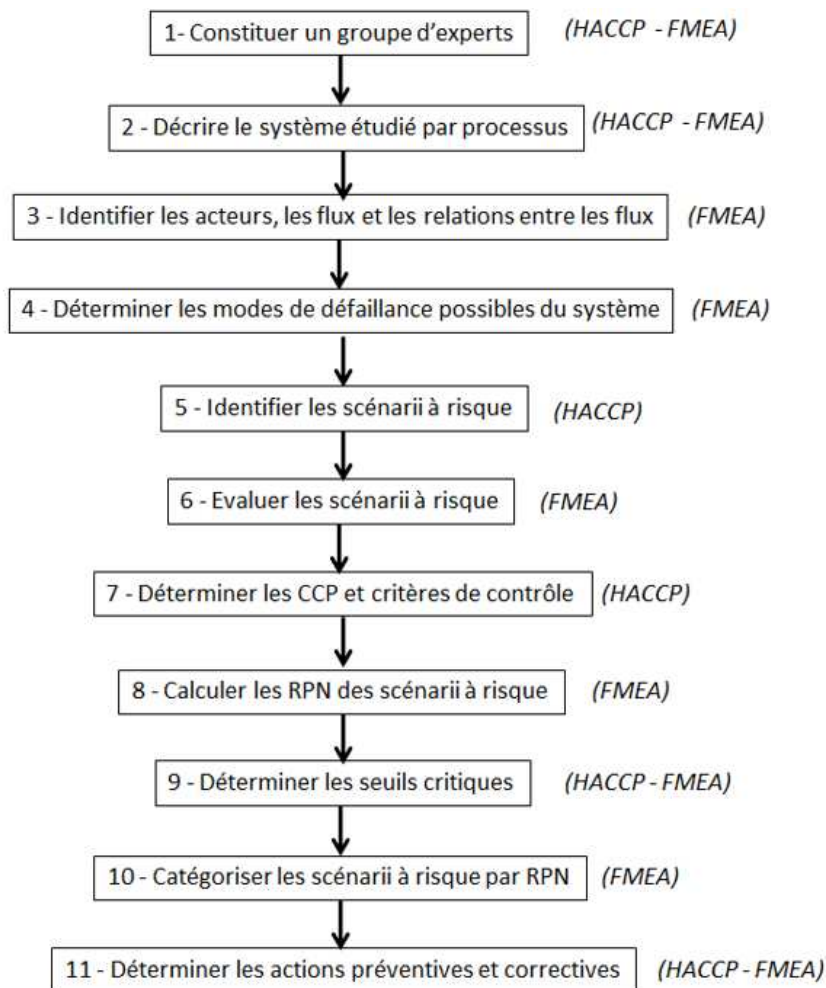 1- Constituer un groupe d'experts (HACCP - FMEA)
2 - Décrire le système étudié par processus (HACCP - FMEA)
3 - Identifier les acteurs, les flux et les relations entre les flux (FMEA)
4 - Déterminer les modes de défaillance possibles du système (FMEA)
5 - Identifier les scénarii à risque (HACCP)
6 - Evaluer les scénarii à risque (FMEA)
7 - Déterminer les CCP et critères de contrôle (HACCP)
8 - Calculer les RPN des scénarii à risque (FMEA)
9 - Déterminer les seuils critiques (HACCP - FMEA)
10 - Catégoriser les scénarii à risque par RPN (FMEA)
11 - Déterminer les actions préventives et correctives (HACCP - FMEA)